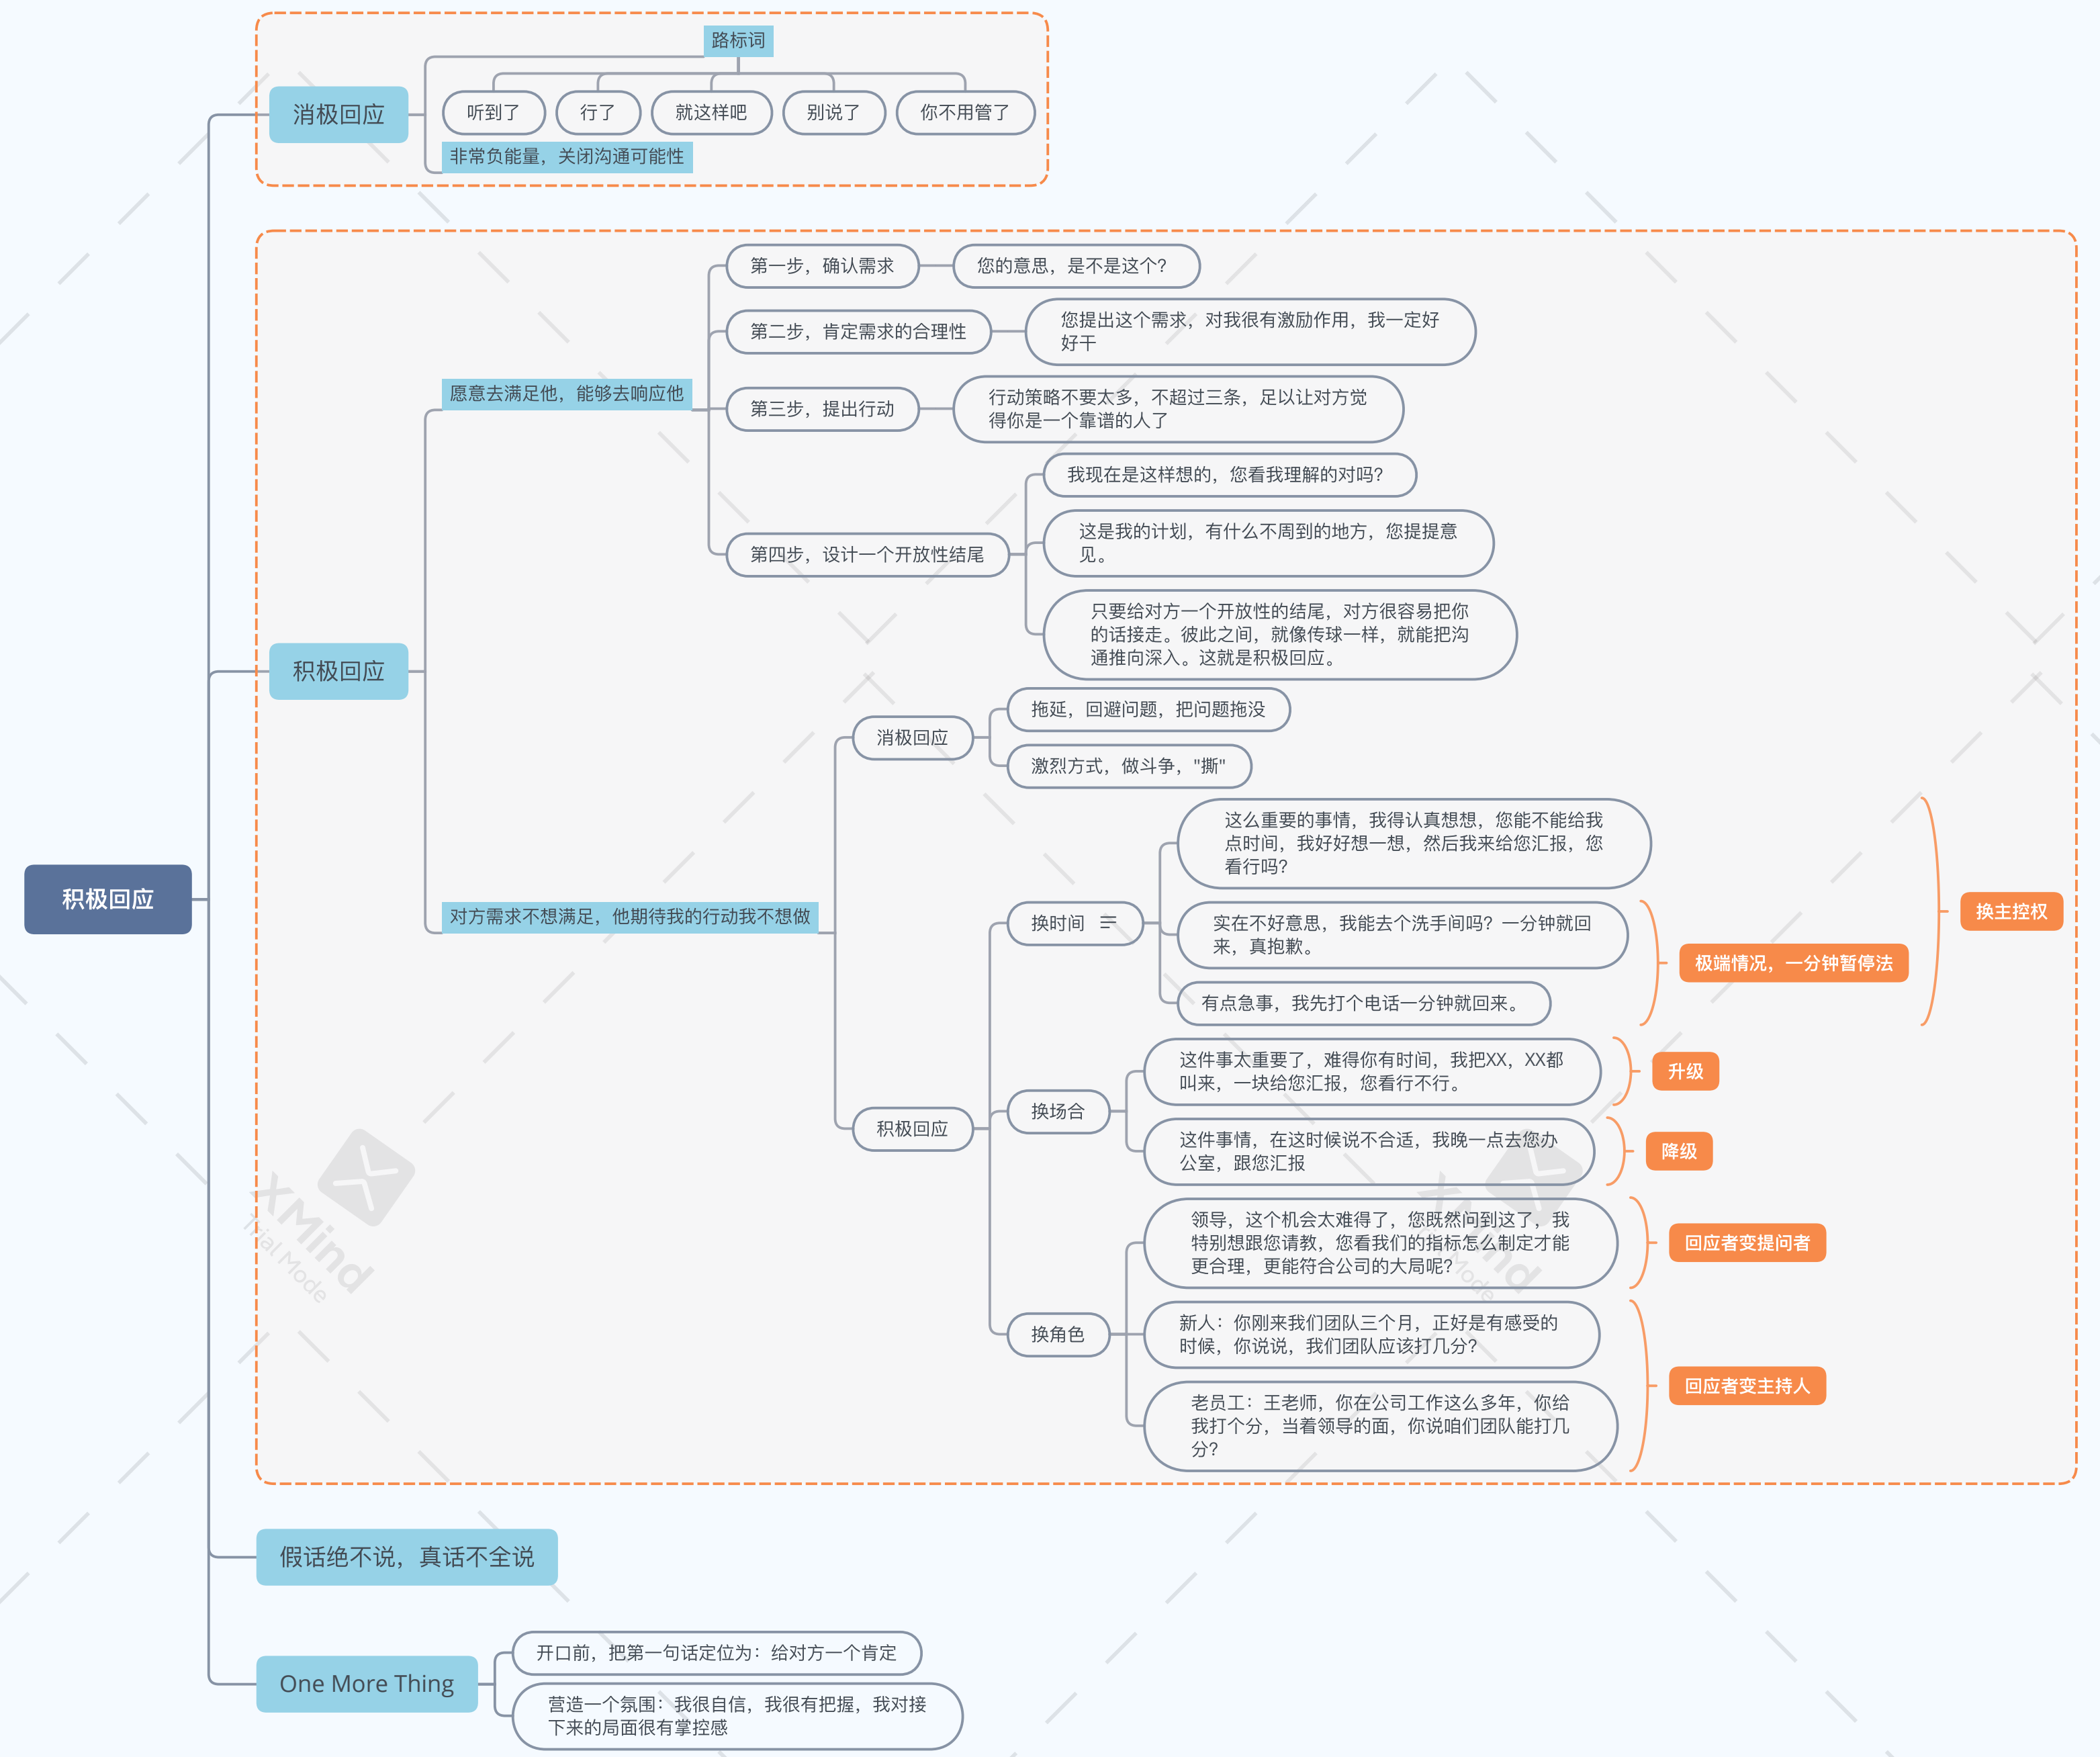 积极回应
消极回应
路标词
听到了
行了
就这样吧
别说了
你不用管了
非常负能量，关闭沟通可能性
积极回应
愿意去满足他，能够去响应他
第一步，确认需求
您的意思，是不是这个？
第二步，肯定需求的合理性
您提出这个需求，对我很有激励作用，我一定好
好干
第三步，提出行动
行动策略不要太多，不超过三条，足以让对方觉
得你是一个靠谱的人了
第四步，设计一个开放性结尾
我现在是这样想的，您看我理解的对吗？
这是我的计划，有什么不周到的地方，您提提意
见。
只要给对方一个开放性的结尾，对方很容易把你
的话接走。彼此之间，就像传球一样，就能把沟
通推向深入。这就是积极回应。
对方需求不想满足，他期待我的行动我不想做
消极回应
拖延，回避问题，把问题拖没
激烈方式，做斗争，"撕"
积极回应
换时间
这么重要的事情，我得认真想想，您能不能给我
点时间，我好好想一想，然后我来给您汇报，您
看行吗？
实在不好意思，我能去个洗手间吗？一分钟就回
来，真抱歉。
有点急事，我先打个电话一分钟就回来。
极端情况，一分钟暂停法
换主控权
换场合
这件事太重要了，难得你有时间，我把XX，XX都
叫来，一块给您汇报，您看行不行。
升级
这件事情，在这时候说不合适，我晚一点去您办
公室，跟您汇报
降级
换角色
领导，这个机会太难得了，您既然问到这了，我
特别想跟您请教，您看我们的指标怎么制定才能
更合理，更能符合公司的大局呢？
回应者变提问者
新人：你刚来我们团队三个月，正好是有感受的
时候，你说说，我们团队应该打几分？
老员工：王老师，你在公司工作这么多年，你给
我打个分，当着领导的面，你说咱们团队能打几
分？
回应者变主持人
假话绝不说，真话不全说
One More Thing
开口前，把第一句话定位为：给对方一个肯定
营造一个氛围：我很自信，我很有把握，我对接
下来的局面很有掌控感
XMind
Trial Mode
XMind
Mode